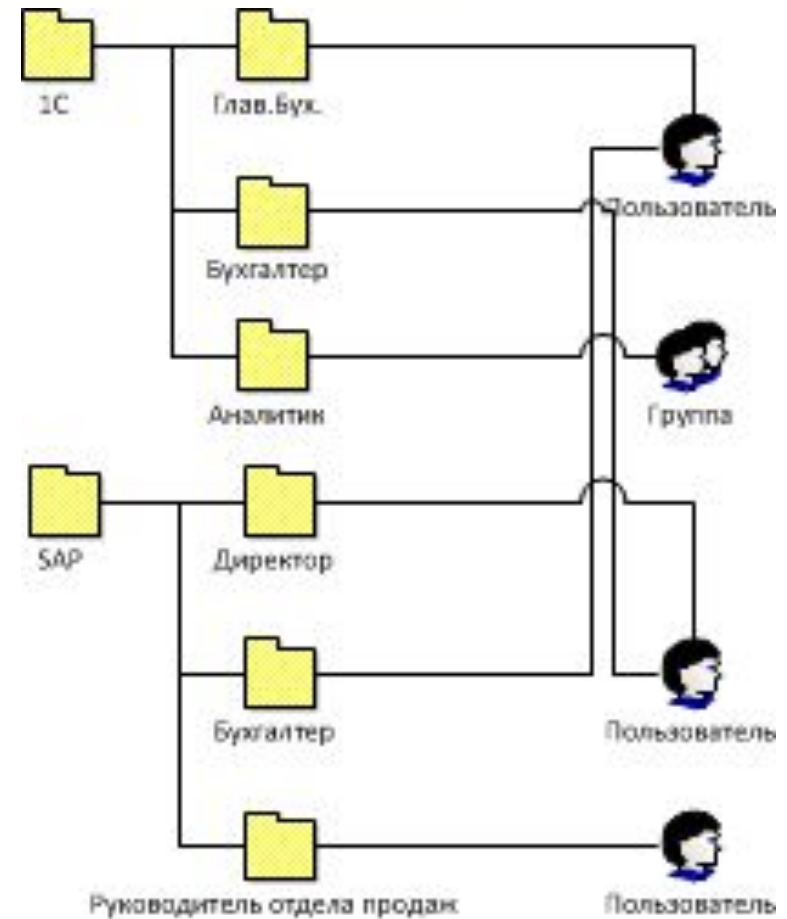 1С
Глав.Бух.
Пользователь
Бухгалтер
Аналитик
Группа
SAP
Директор
Бухгалтер
Пользователь
Руководитель отдела продаж
Пользователь